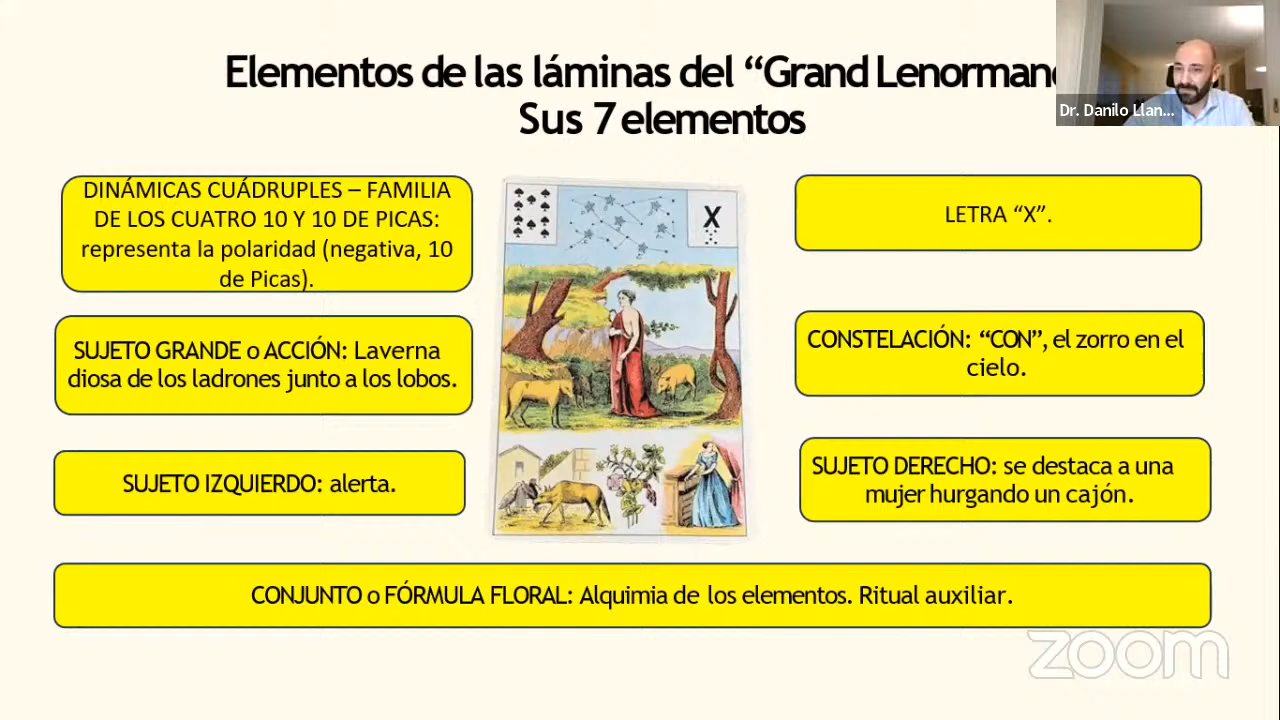 Elementos de las láminas del “Grand Lenormand
Sus 7 elementos
Dr. Danilo Llan...
DINÁMICAS CUÁDRUPLES – FAMILIA
DE LOS CUATRO 10 Y 10 DE PICAS:
representa la polaridad (negativa, 10
de Picas).
X
LETRA “X”.
SUJETO GRANDE o ACCIÓN: Laverna
diosa de los ladrones junto a los lobos.
CONSTELACIÓN: “CON”, el zorro en el
cielo.
SUJETO IZQUIERDO: alerta.
SUJETO DERECHO: se destaca a una
mujer hurgando un cajón.
CONJUNTO o FÓRMULA FLORAL: Alquimia de los elementos. Ritual auxiliar.
zoom